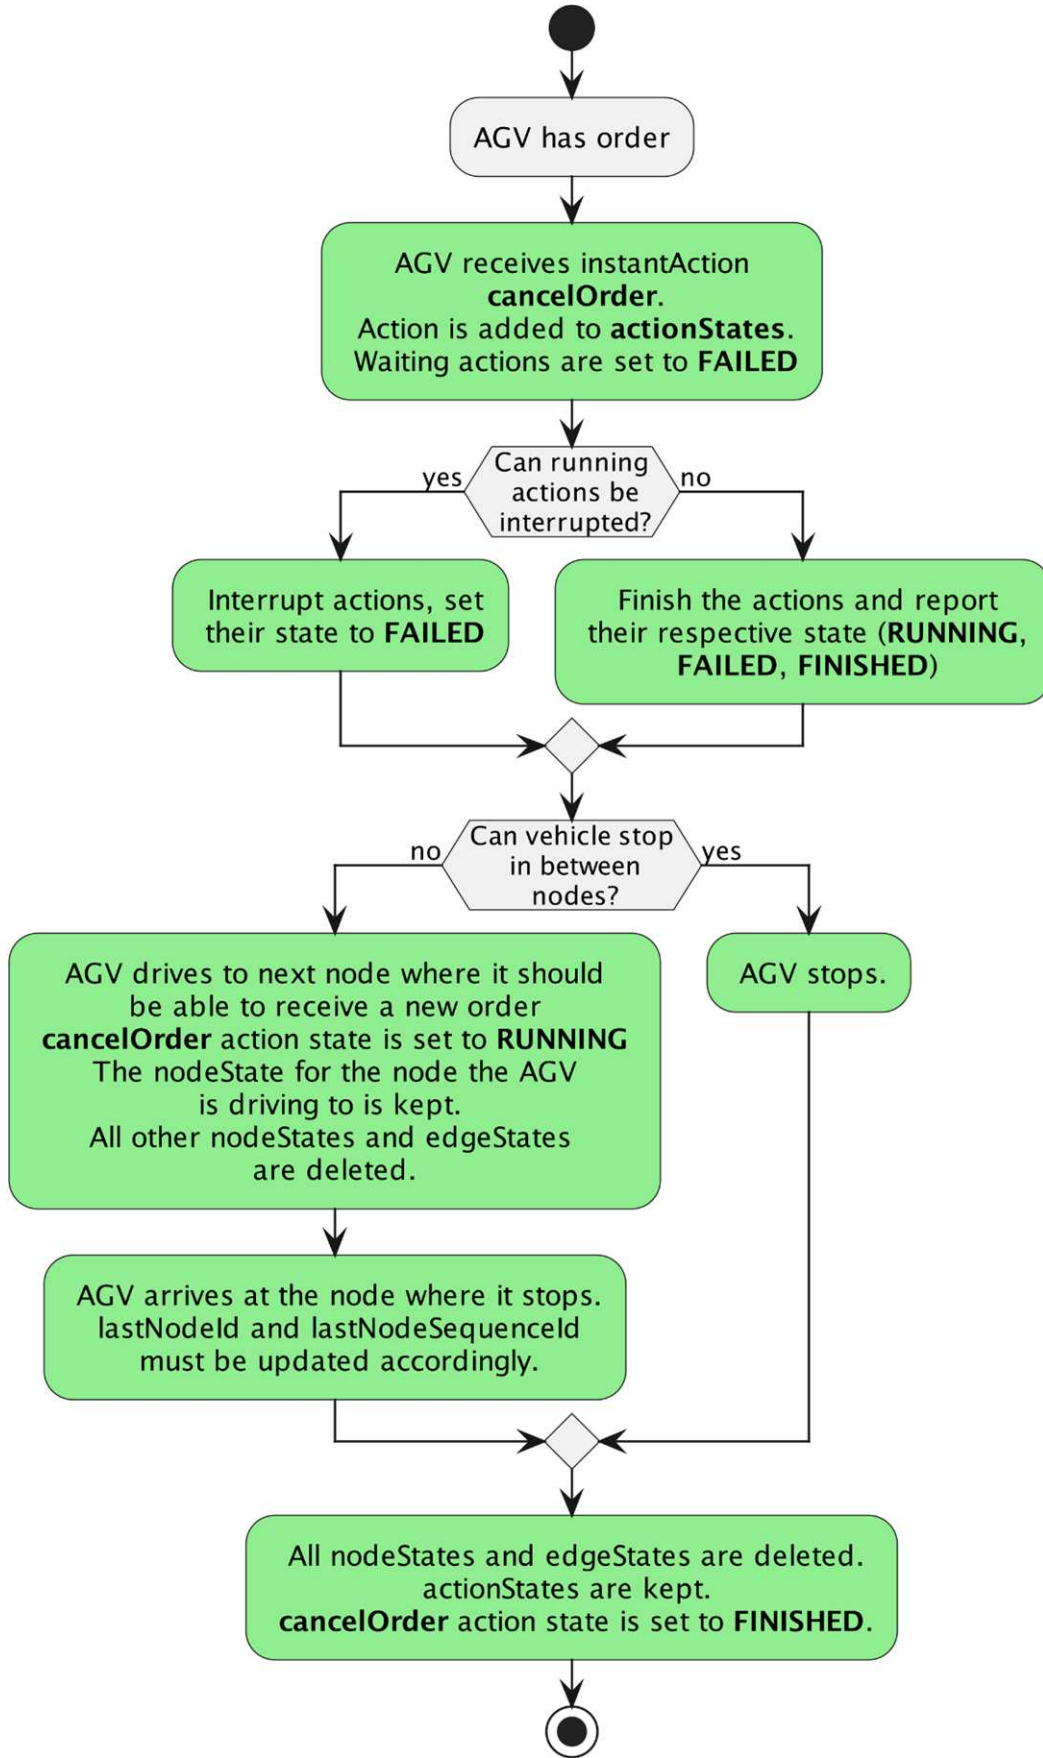 AGV has order
AGV receives instantAction
cancelOrder.
Action is added to actionStates.
Waiting actions are set to FAILED
Can running
actions be
interrupted?
yes
no
Interrupt actions, set
their state to FAILED
Finish the actions and report
their respective state (RUNNING,
FAILED, FINISHED)
Can vehicle stop
in between
nodes?
no
yes
AGV drives to next node where it should
be able to receive a new order
cancelOrder action state is set to RUNNING
The nodeState for the node the AGV
is driving to is kept.
All other nodeStates and edgeStates
are deleted.
AGV stops.
AGV arrives at the node where it stops.
lastNodeId and lastNodeSequenceId
must be updated accordingly.
All nodeStates and edgeStates are deleted.
actionStates are kept.
cancelOrder action state is set to FINISHED.